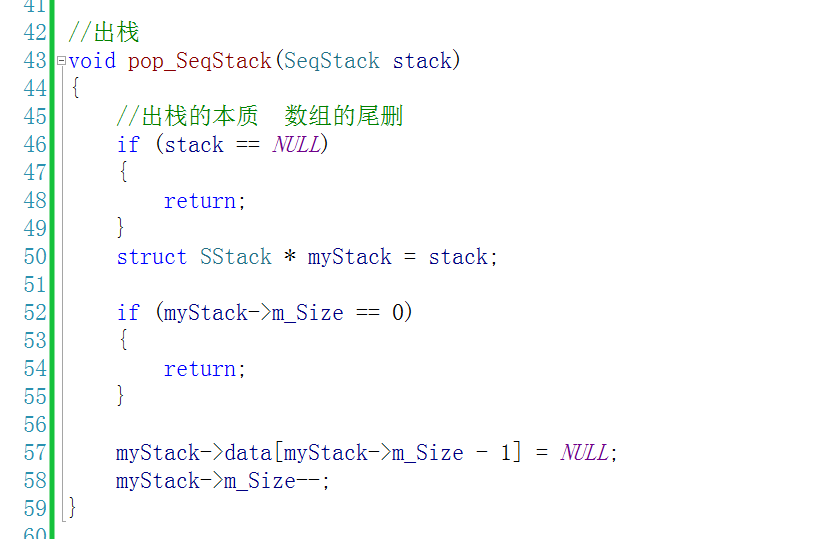 41
42 //出栈
43 void pop_SeqStack(SeqStack stack)
44 {
45     //出栈的本质  数组的尾删
46     if (stack == NULL)
47     {
48         return;
49     }
50     struct SStack * myStack = stack;
51
52     if (myStack->m_Size == 0)
53     {
54         return;
55     }
56
57     myStack->data[myStack->m_Size - 1] = NULL;
58     myStack->m_Size--;
59 }
60